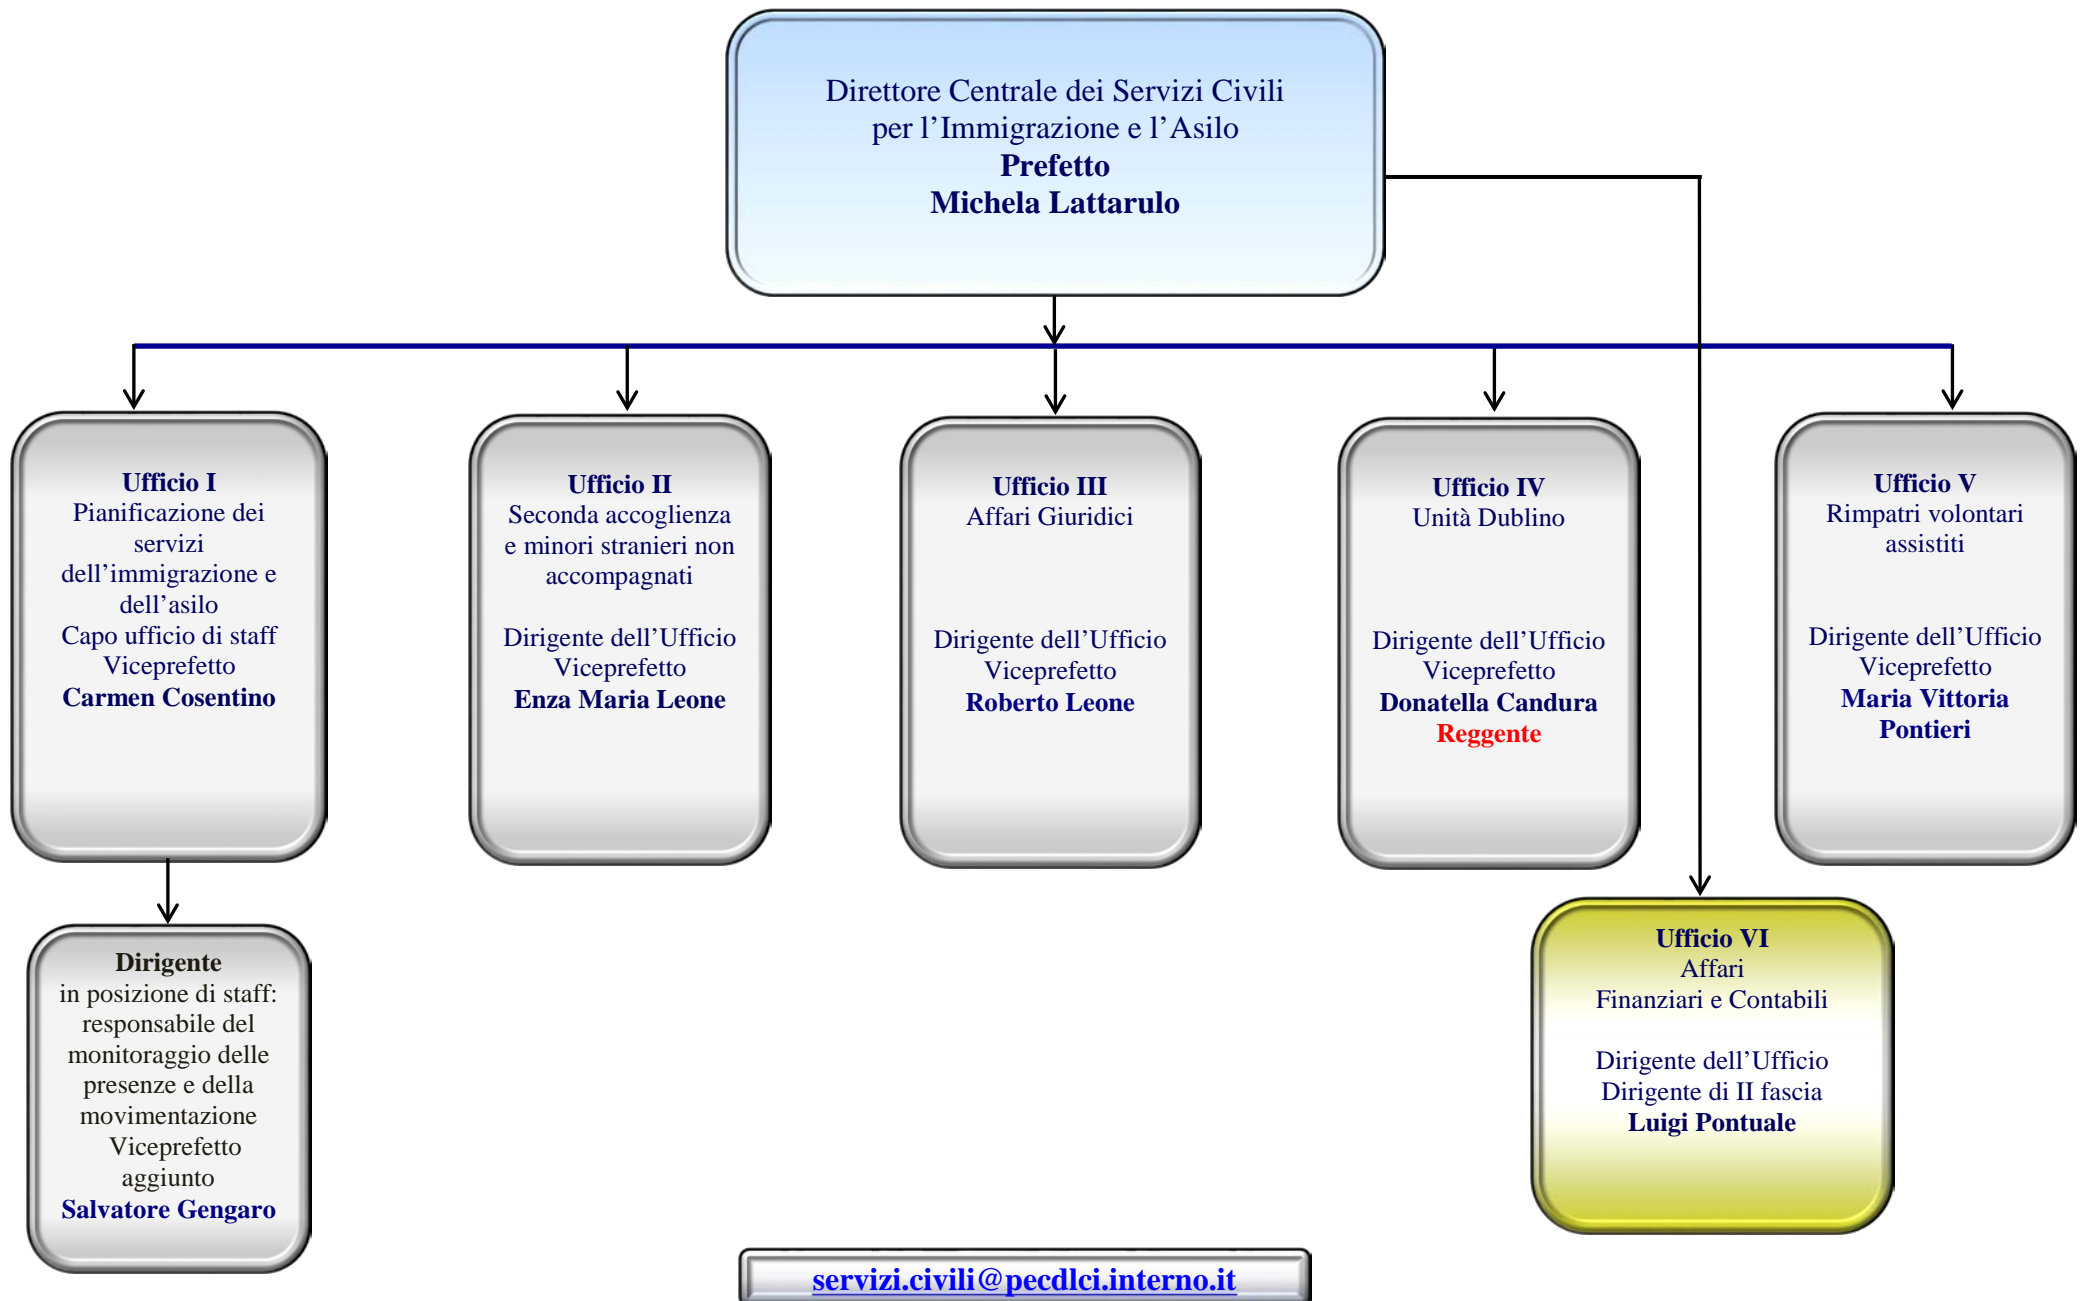 Direttore Centrale dei Servizi Civili
per l’Immigrazione e l’Asilo
Prefetto
Michela Lattarulo
Ufficio I
Pianificazione dei
servizi
dell’immigrazione e
dell’asilo
Capo ufficio di staff
Viceprefetto
Carmen Cosentino
Ufficio II
Seconda accoglienza
e minori stranieri non
accompagnati
Dirigente dell’Ufficio
Viceprefetto
Enza Maria Leone
Ufficio III
Affari Giuridici
Dirigente dell’Ufficio
Viceprefetto
Roberto Leone
Ufficio IV
Unità Dublino
Dirigente dell’Ufficio
Viceprefetto
Donatella Candura
Reggente
Ufficio V
Rimpatri volontari
assistiti
Dirigente dell’Ufficio
Viceprefetto
Maria Vittoria
Pontieri
Dirigente
in posizione di staff:
responsabile del
monitoraggio delle
presenze e della
movimentazione
Viceprefetto
aggiunto
Salvatore Gengaro
Ufficio VI
Affari
Finanziari e Contabili
Dirigente dell’Ufficio
Dirigente di II fascia
Luigi Pontuale
servizi.civili@pecdlci.interno.it